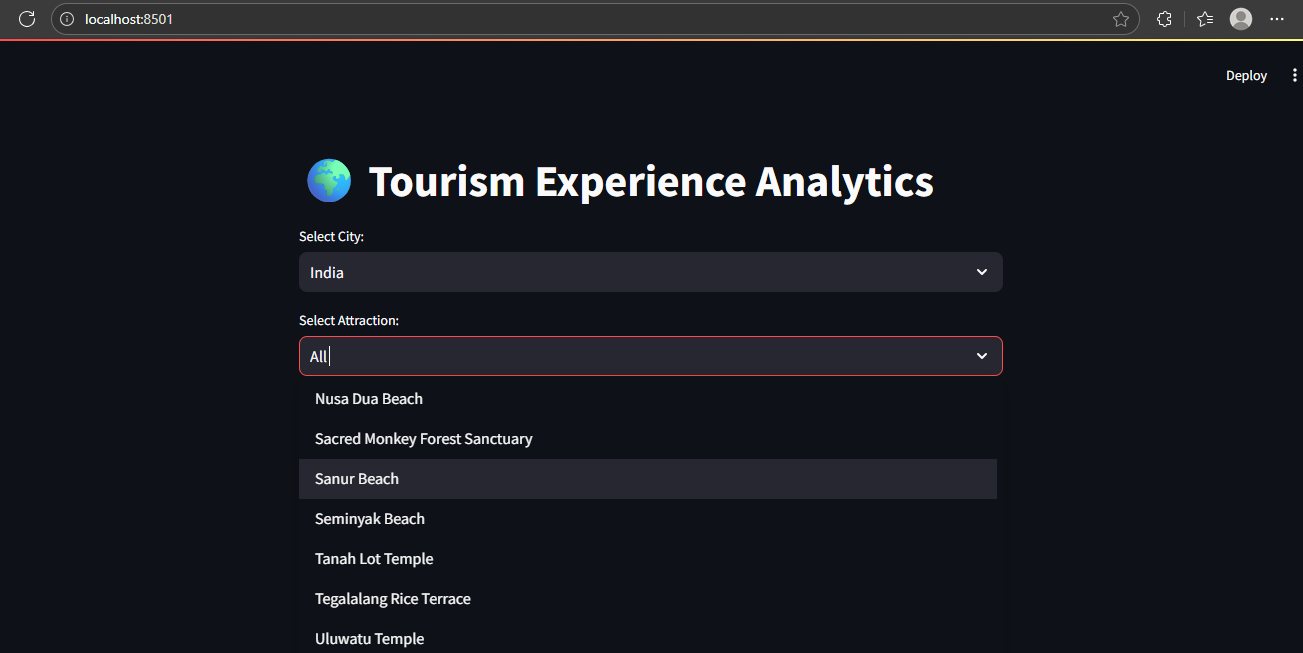 localhost:8501
Deploy
Tourism Experience Analytics
Select City:
India
Select Attraction:
All
Nusa Dua Beach
Sacred Monkey Forest Sanctuary
Sanur Beach
Seminyak Beach
Tanah Lot Temple
Tegalalang Rice Terrace
Uluwatu Temple